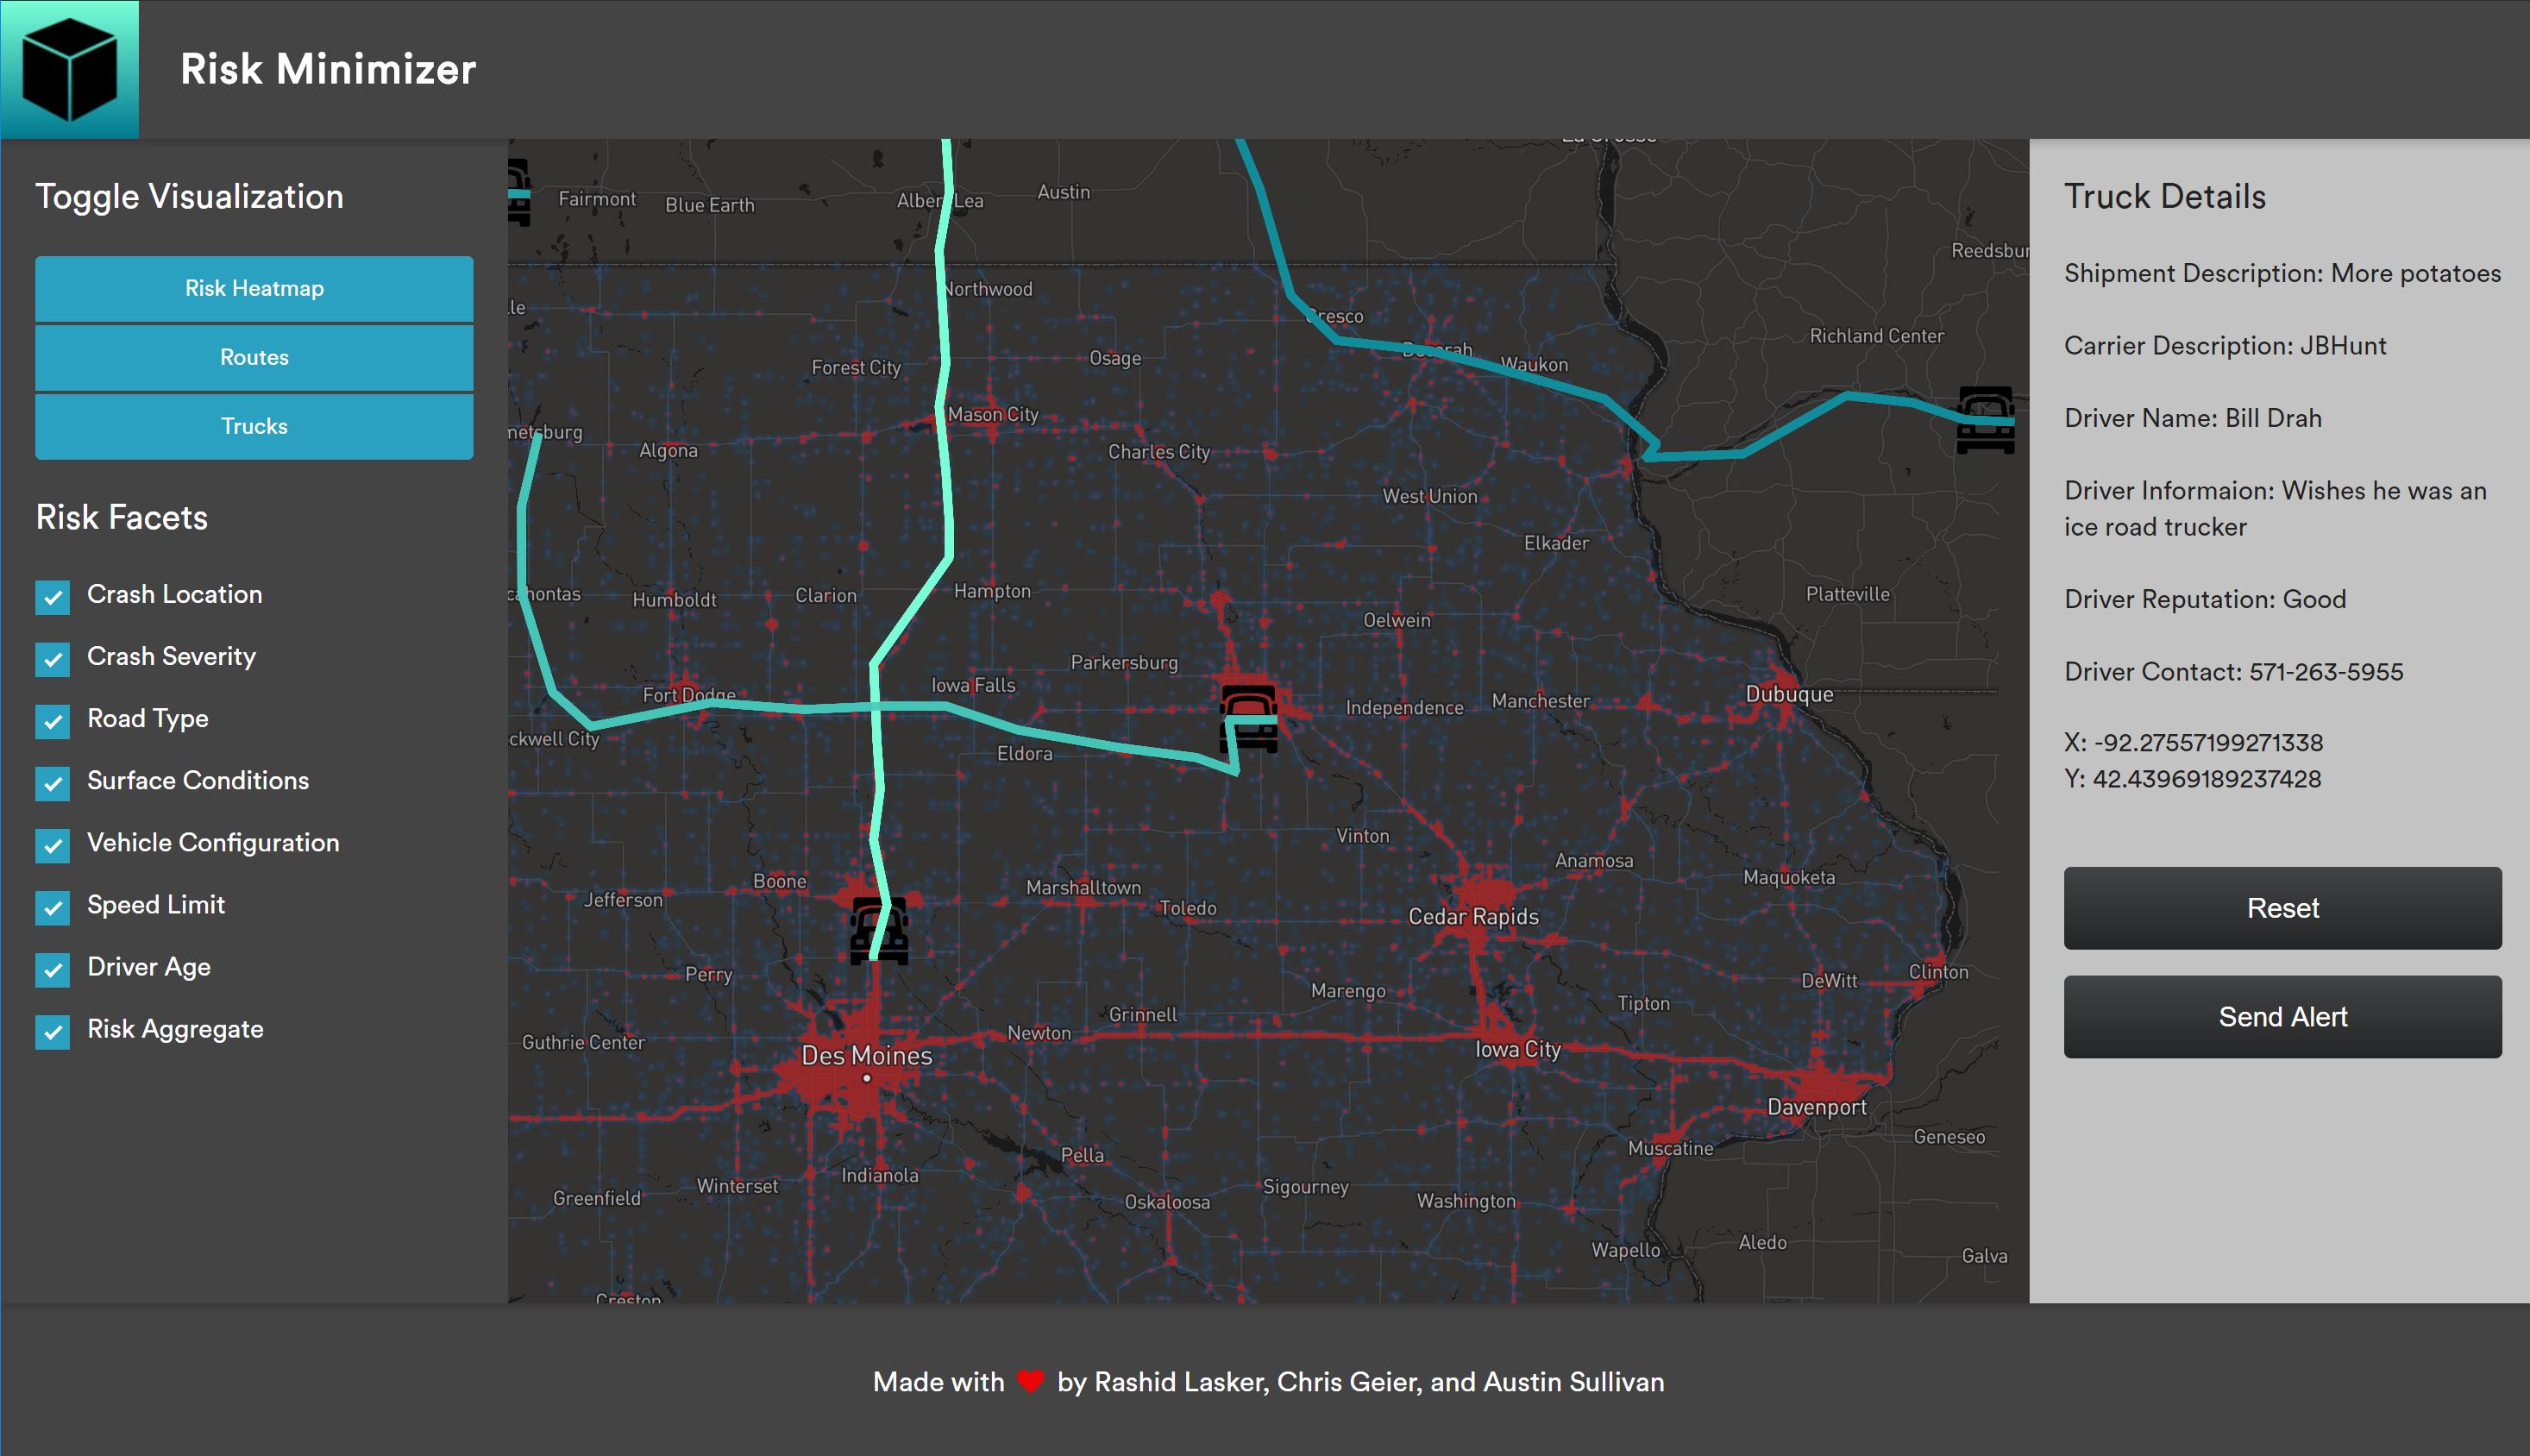 Risk Minimizer
Toggle Visualization
Risk Heatmap
Routes
Trucks
Risk Facets
Crash Location
Crash Severity
Road Type
Surface Conditions
Vehicle Configuration
Speed Limit
Driver Age
Risk Aggregate
La Crosse
Fairmont
Blue Earth
Albert Lea
Austin
Reedsbur
Northwood
lle
Cresco
Richland Center
Forest City
Osage
Decorah
Waukon
Mason City
metsburg
Algona
Charles City
West Union
Elkader
cahontas
Humboldt
Clarion
Hampton
Platteville
Oelwein
Parkersburg
Iowa Falls
Fort Dodge
Independence
Manchester
Dubuque
ckwell City
Eldora
Vinton
Anamosa
Boone
Marshalltown
Maquoketa
Jefferson
Toledo
Cedar Rapids
Perry
Clinton
DeWitt
Marengo
Tipton
Grinnell
Newton
Guthrie Center
Des Moines
Iowa City
Davenport
Geneseo
Muscatine
Pella
Indianola
Winterset
Sigourney
Greenfield
Oskaloosa
Washington
Aledo
Wapello
Galva
Creston
Truck Details
Shipment Description: More potatoes
Carrier Description: JBHunt
Driver Name: Bill Drah
Driver Informaion: Wishes he was an
ice road trucker
Driver Reputation: Good
Driver Contact: 571-263-5955
X: -92.27557199271338
Y: 42.43969189237428
Reset
Send Alert
Made with ❤ by Rashid Lasker, Chris Geier, and Austin Sullivan